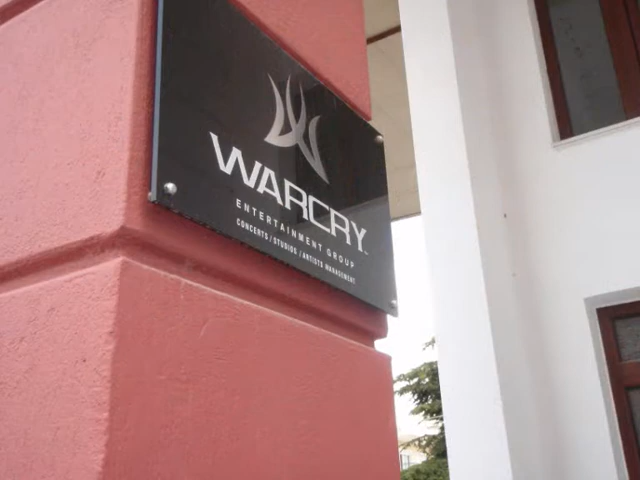 WARCRY
ENTERTAINMENT GROUP
CONCERTS / STUDIOS / ARTISTS MANAGEMENT